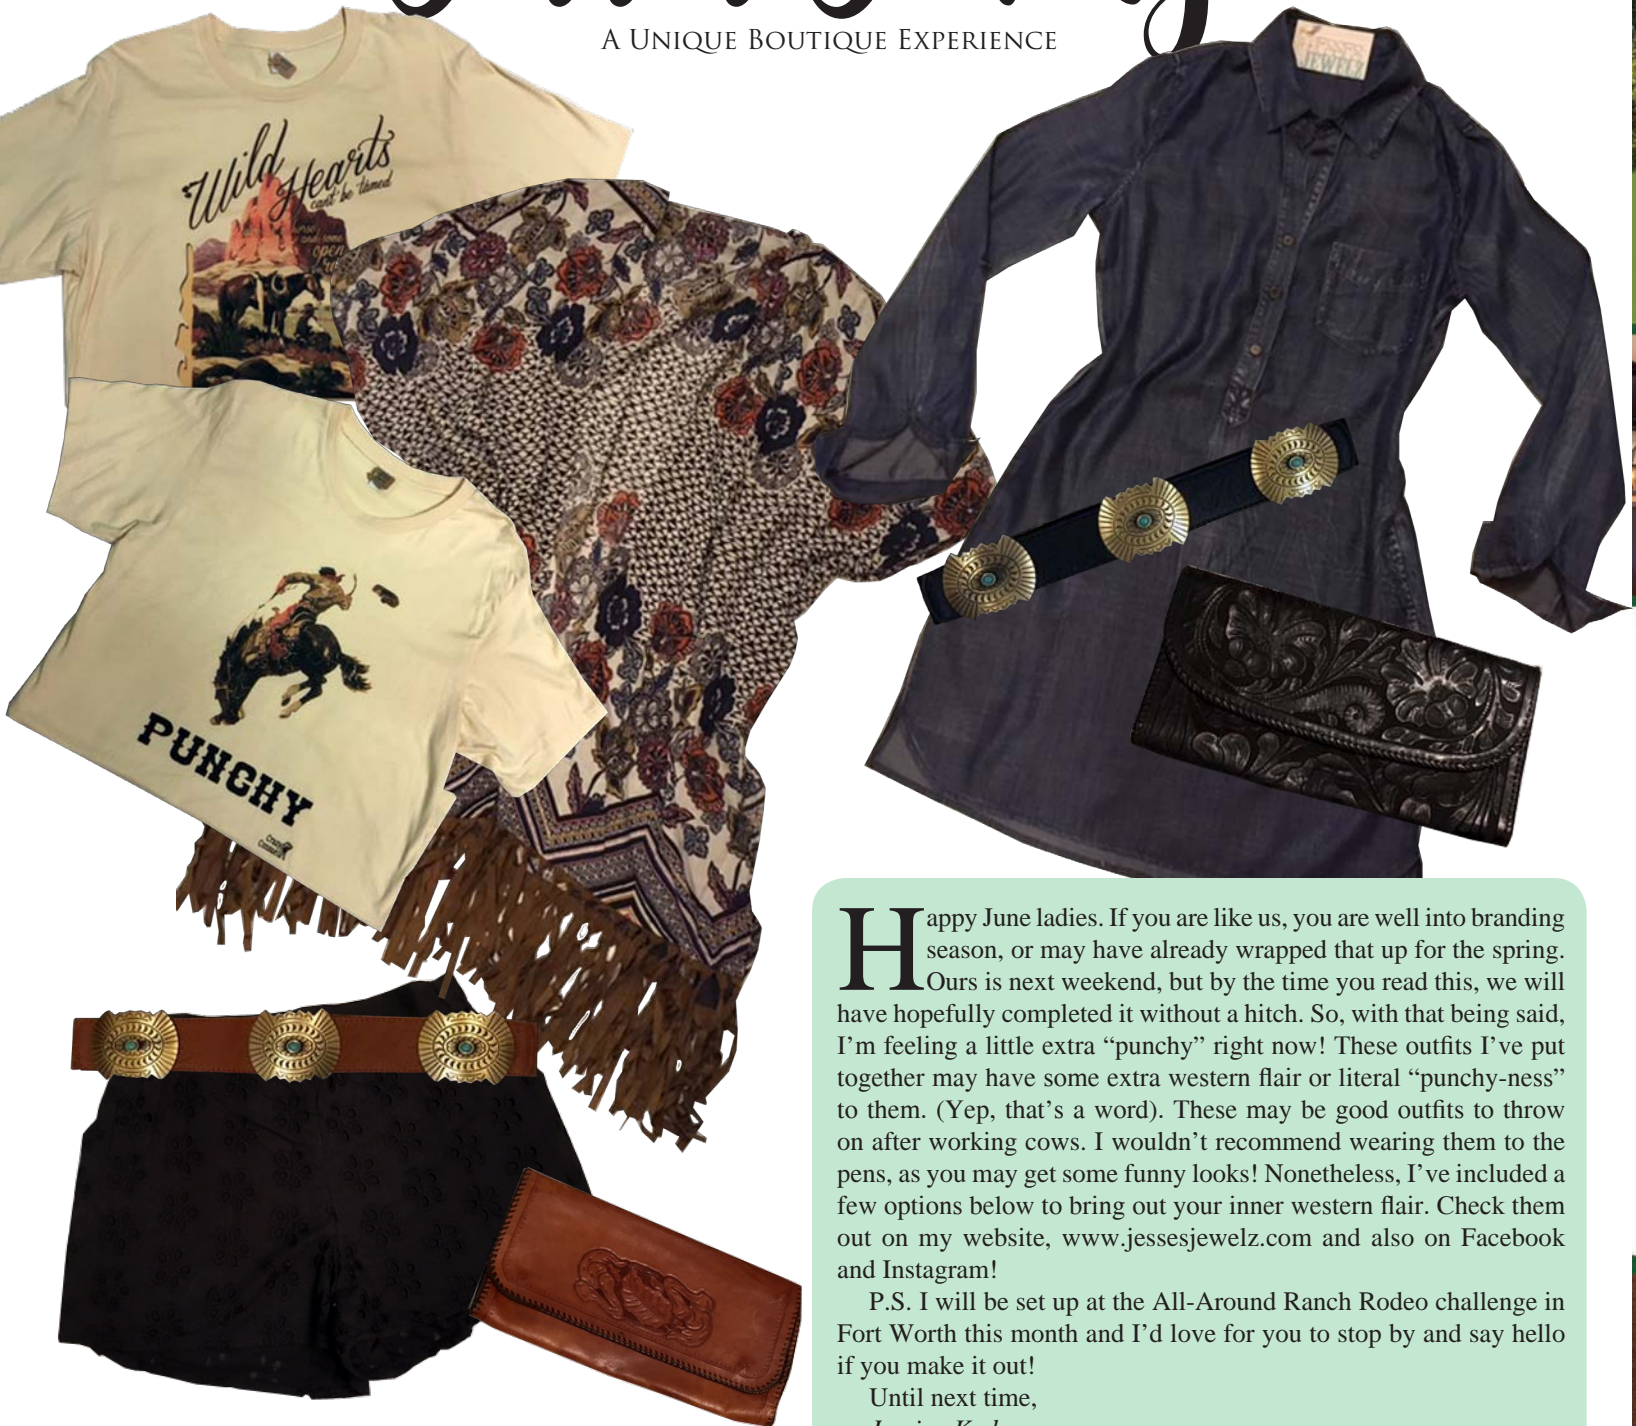 A Unique Boutique Experience
JESSES
JEWELZ
Wild
Hearts
can't be tamed
open
PUNCHY
Happy June ladies. If you are like us, you are well into branding
season, or may have already wrapped that up for the spring.
Ours is next weekend, but by the time you read this, we will
have hopefully completed it without a hitch. So, with that being said,
I'm feeling a little extra “punchy” right now! These outfits I've put
together may have some extra western flair or literal “punchy-ness”
to them. (Yep, that's a word). These may be good outfits to throw
on after working cows. I wouldn't recommend wearing them to the
pens, as you may get some funny looks! Nonetheless, I've included a
few options below to bring out your inner western flair. Check them
out on my website, www.jessesjewelz.com and also on Facebook
and Instagram!
P.S. I will be set up at the All-Around Ranch Rodeo challenge in
Fort Worth this month and I'd love for you to stop by and say hello
if you make it out!
Until next time,